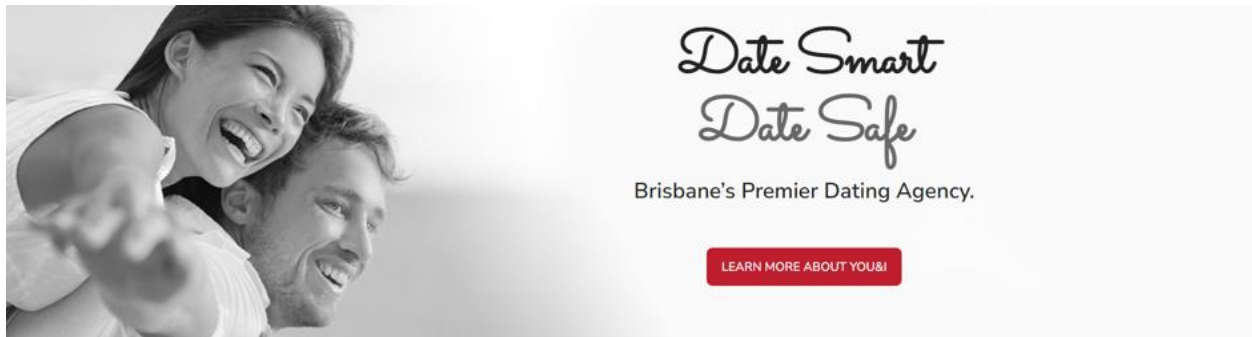 Date Smart
Date Safe
Brisbane's Premier Dating Agency.
LEARN MORE ABOUT YOU&I